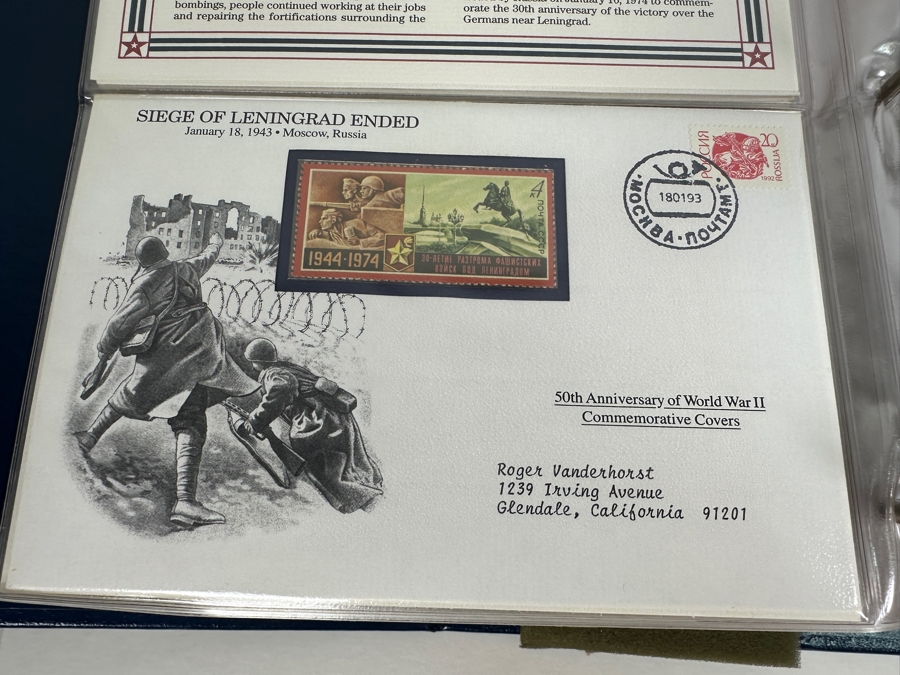 bombings, people continued working at their jobs
and repairing the fortifications surrounding the
orate the 30th anniversary of the victory over the
Germans near Leningrad.
SIEGE OF LENINGRAD ENDED
January 18, 1943 • Moscow, Russia
4
1944·1974
30-ЛЕТИЕ РАЗГРОМА ФАШИСТСКИХ
ВОЙСК ПОД ЛЕНИНГРАДОМ
РОССИЯ
20
ROSSIJA
1992
МОСКВА·ПОЧТАМТ·
180193
50th Anniversary of World War II
Commemorative Covers
Roger Vanderhorst
1239 Irving Avenue
Glendale, California 91201